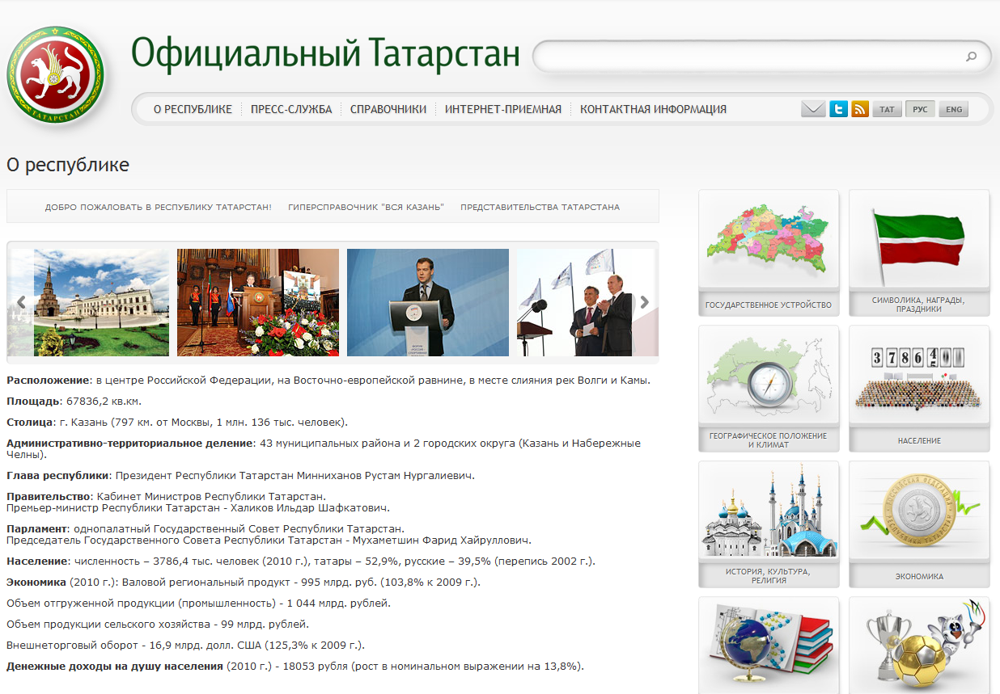 ТАТАРСТАН
Официальный Татарстан
О РЕСПУБЛИКЕ ПРЕСС-СЛУЖБА СПРАВОЧНИКИ ИНТЕРНЕТ-ПРИЕМНАЯ КОНТАКТНАЯ ИНФОРМАЦИЯ ТАТ РУС ENG
О республике
ДОБРО ПОЖАЛОВАТЬ В РЕСПУБЛИКУ ТАТАРСТАН! ГИПЕРСПРАВОЧНИК "ВСЯ КАЗАНЬ" ПРЕДСТАВИТЕЛЬСТВА ТАТАРСТАНА
Расположение: в центре Российской Федерации, на Восточно-европейской равнине, в месте слияния рек Волги и Камы.
Площадь: 67836,2 кв.км.
Столица: г. Казань (797 км. от Москвы, 1 млн. 136 тыс. человек).
Административно-территориальное деление: 43 муниципальных района и 2 городских округа (Казань и Набережные
Челны).
Глава республики: Президент Республики Татарстан Минниханов Рустам Нургалиевич.
Правительство: Кабинет Министров Республики Татарстан.
Премьер-министр Республики Татарстан - Халиков Ильдар Шафкатович.
Парламент: однопалатный Государственный Совет Республики Татарстан.
Председатель Государственного Совета Республики Татарстан - Мухаметшин Фарид Хайруллович.
Население: численность – 3786,4 тыс. человек (2010 г.), татары – 52,9%, русские – 39,5% (перепись 2002 г.).
Экономика (2010 г.): Валовой региональный продукт - 995 млрд. руб. (103,8% к 2009 г.).
Объем отгруженной продукции (промышленность) - 1 044 млрд. рублей.
Объем продукции сельского хозяйства - 99 млрд. рублей.
Внешнеторговый оборот - 16,9 млрд. долл. США (125,3% к 2009 г.).
Денежные доходы на душу населения (2010 г.) - 18053 рубля (рост в номинальном выражении на 13,8%).
ГОСУДАРСТВЕННОЕ УСТРОЙСТВО
СИМВОЛИКА, НАГРАДЫ,
ПРАЗДНИКИ
ГЕОГРАФИЧЕСКОЕ ПОЛОЖЕНИЕ
И КЛИМАТ
3 7 8 6
НАСЕЛЕНИЕ
ИСТОРИЯ, КУЛЬТУРА,
РЕЛИГИЯ
РОССИЙСКАЯ ФЕДЕРАЦИЯ
РЕСПУБЛИКА ТАТАРСТАН
ЭКОНОМИКА